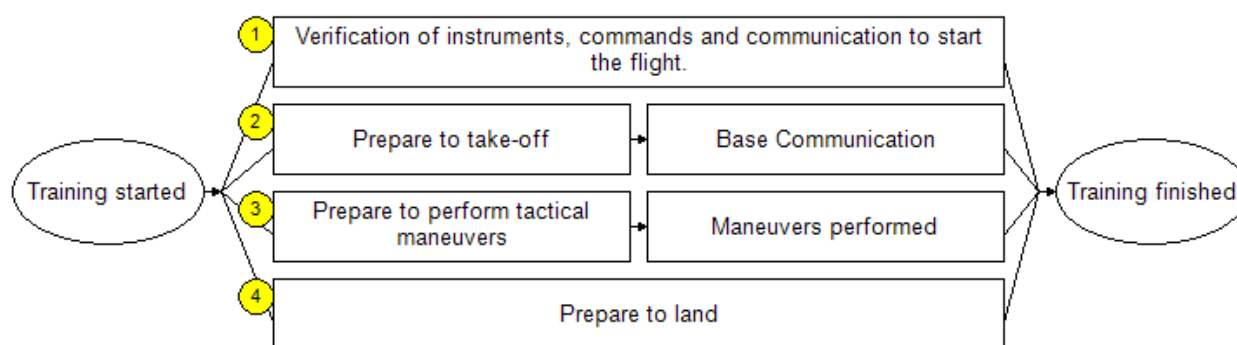 1
Verification of instruments, commands and communication to start
the flight.
2
Prepare to take-off
Base Communication
Training started
Training finished
3
Prepare to perform tactical
maneuvers
Maneuvers performed
4
Prepare to land